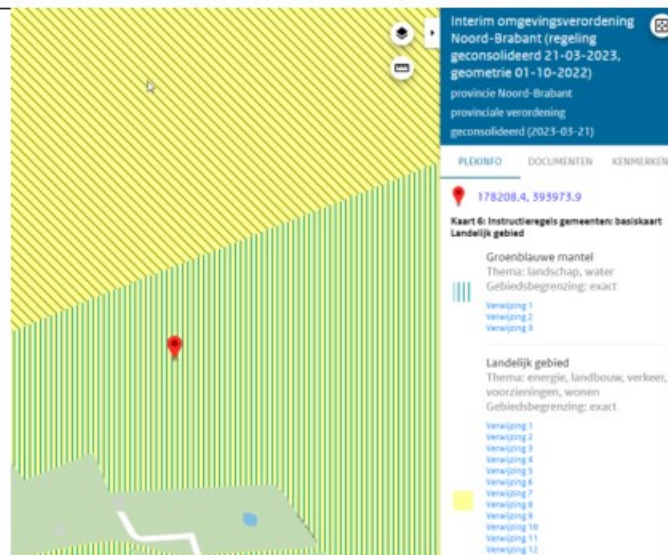 Interim omgevingsverordening
Noord-Brabant (regeling
geconsolideerd 21-03-2023,
geometrie 01-10-2022)
provincie Noord-Brabant
provinciale verordening
geconsolideerd (2023-03-21)
PLEKINFO DOCUMENTEN KENMERKEN
178208.4, 393973.9
Kaart 6: Instructieregels gemeenten: basiskaart
Landelijk gebied
Groenblauwe mantel
Thema: landschap, water
Gebiedsbegrenzing: exact
Verwijzing 1
Verwijzing 2
Verwijzing 3
Landelijk gebied
Thema: energie, landbouw, verkeer,
voorzieningen, wonen
Gebiedsbegrenzing: exact
Verwijzing 1
Verwijzing 2
Verwijzing 3
Verwijzing 4
Verwijzing 5
Verwijzing 6
Verwijzing 7
Verwijzing 8
Verwijzing 9
Verwijzing 10
Verwijzing 11
Verwijzing 12